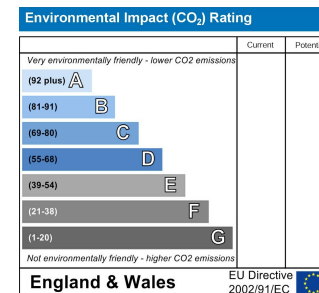 Environmental Impact (CO₂) Rating
Current Potent
Very environmentally friendly - lower CO2 emissions
(92 plus) A
(81-91) B
(69-80) C
(55-68) D
(39-54) E
(21-38) F
(1-20) G
Not environmentally friendly - higher CO2 emissions
England & Wales
EU Directive
2002/91/EC